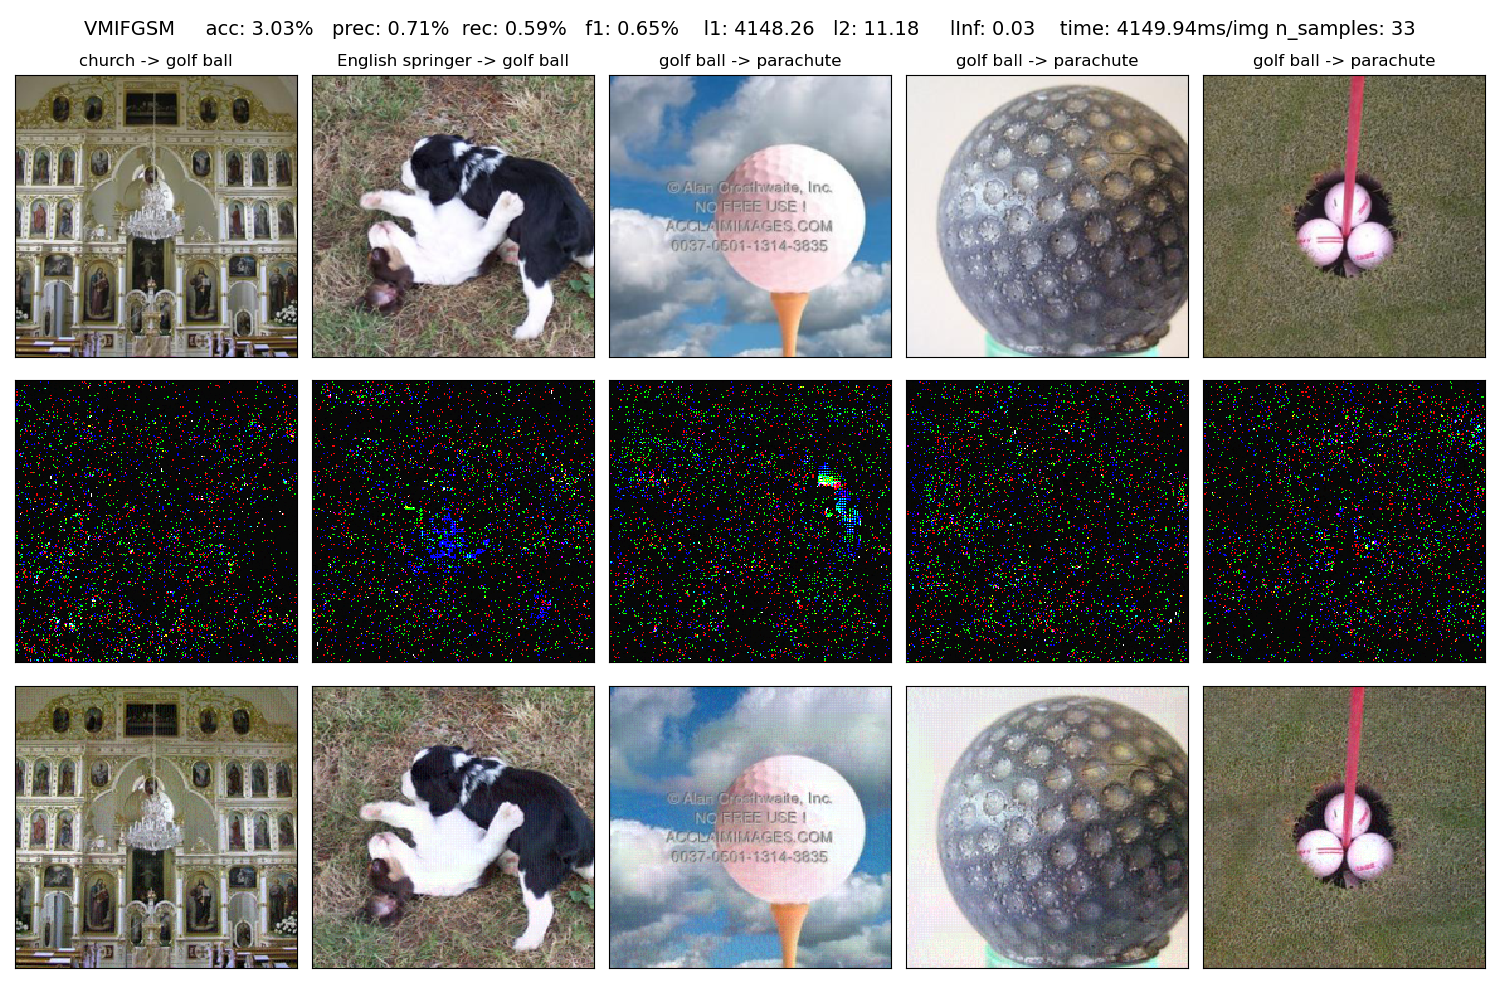 VMIFGSM acc: 3.03% prec: 0.71% rec: 0.59% f1: 0.65% l1: 4148.26 l2: 11.18 lInf: 0.03 time: 4149.94ms/img n_samples: 33
church -> golf ball
English springer -> golf ball
golf ball -> parachute
golf ball -> parachute
golf ball -> parachute
© Alan Crosthwaite, Inc.
NO FREE USE !
ACCLAIMIMAGES.COM
0037-0501-1314-3835
© Alan Crosthwaite, Inc.
NO FREE USE !
ACCLAIMIMAGES.COM
0037-0501-1314-3835